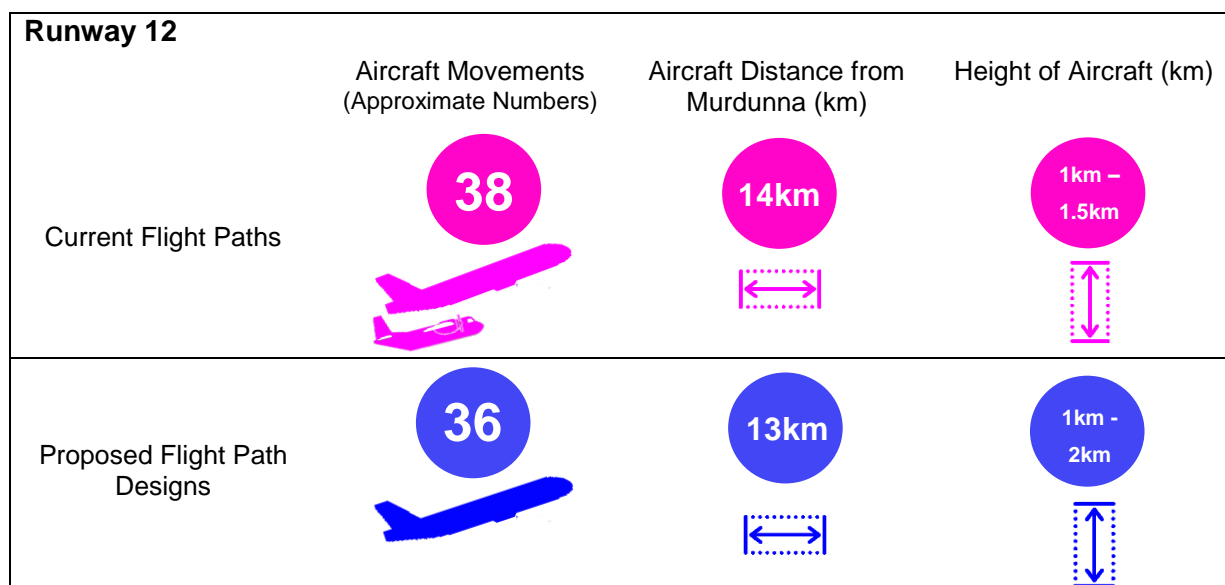 Runway 12
Aircraft Movements
(Approximate Numbers)
Aircraft Distance from
Murdunna (km)
Height of Aircraft (km)
Current Flight Paths
38
14km
1km –
1.5km
Proposed Flight Path
Designs
36
13km
1km -
2km